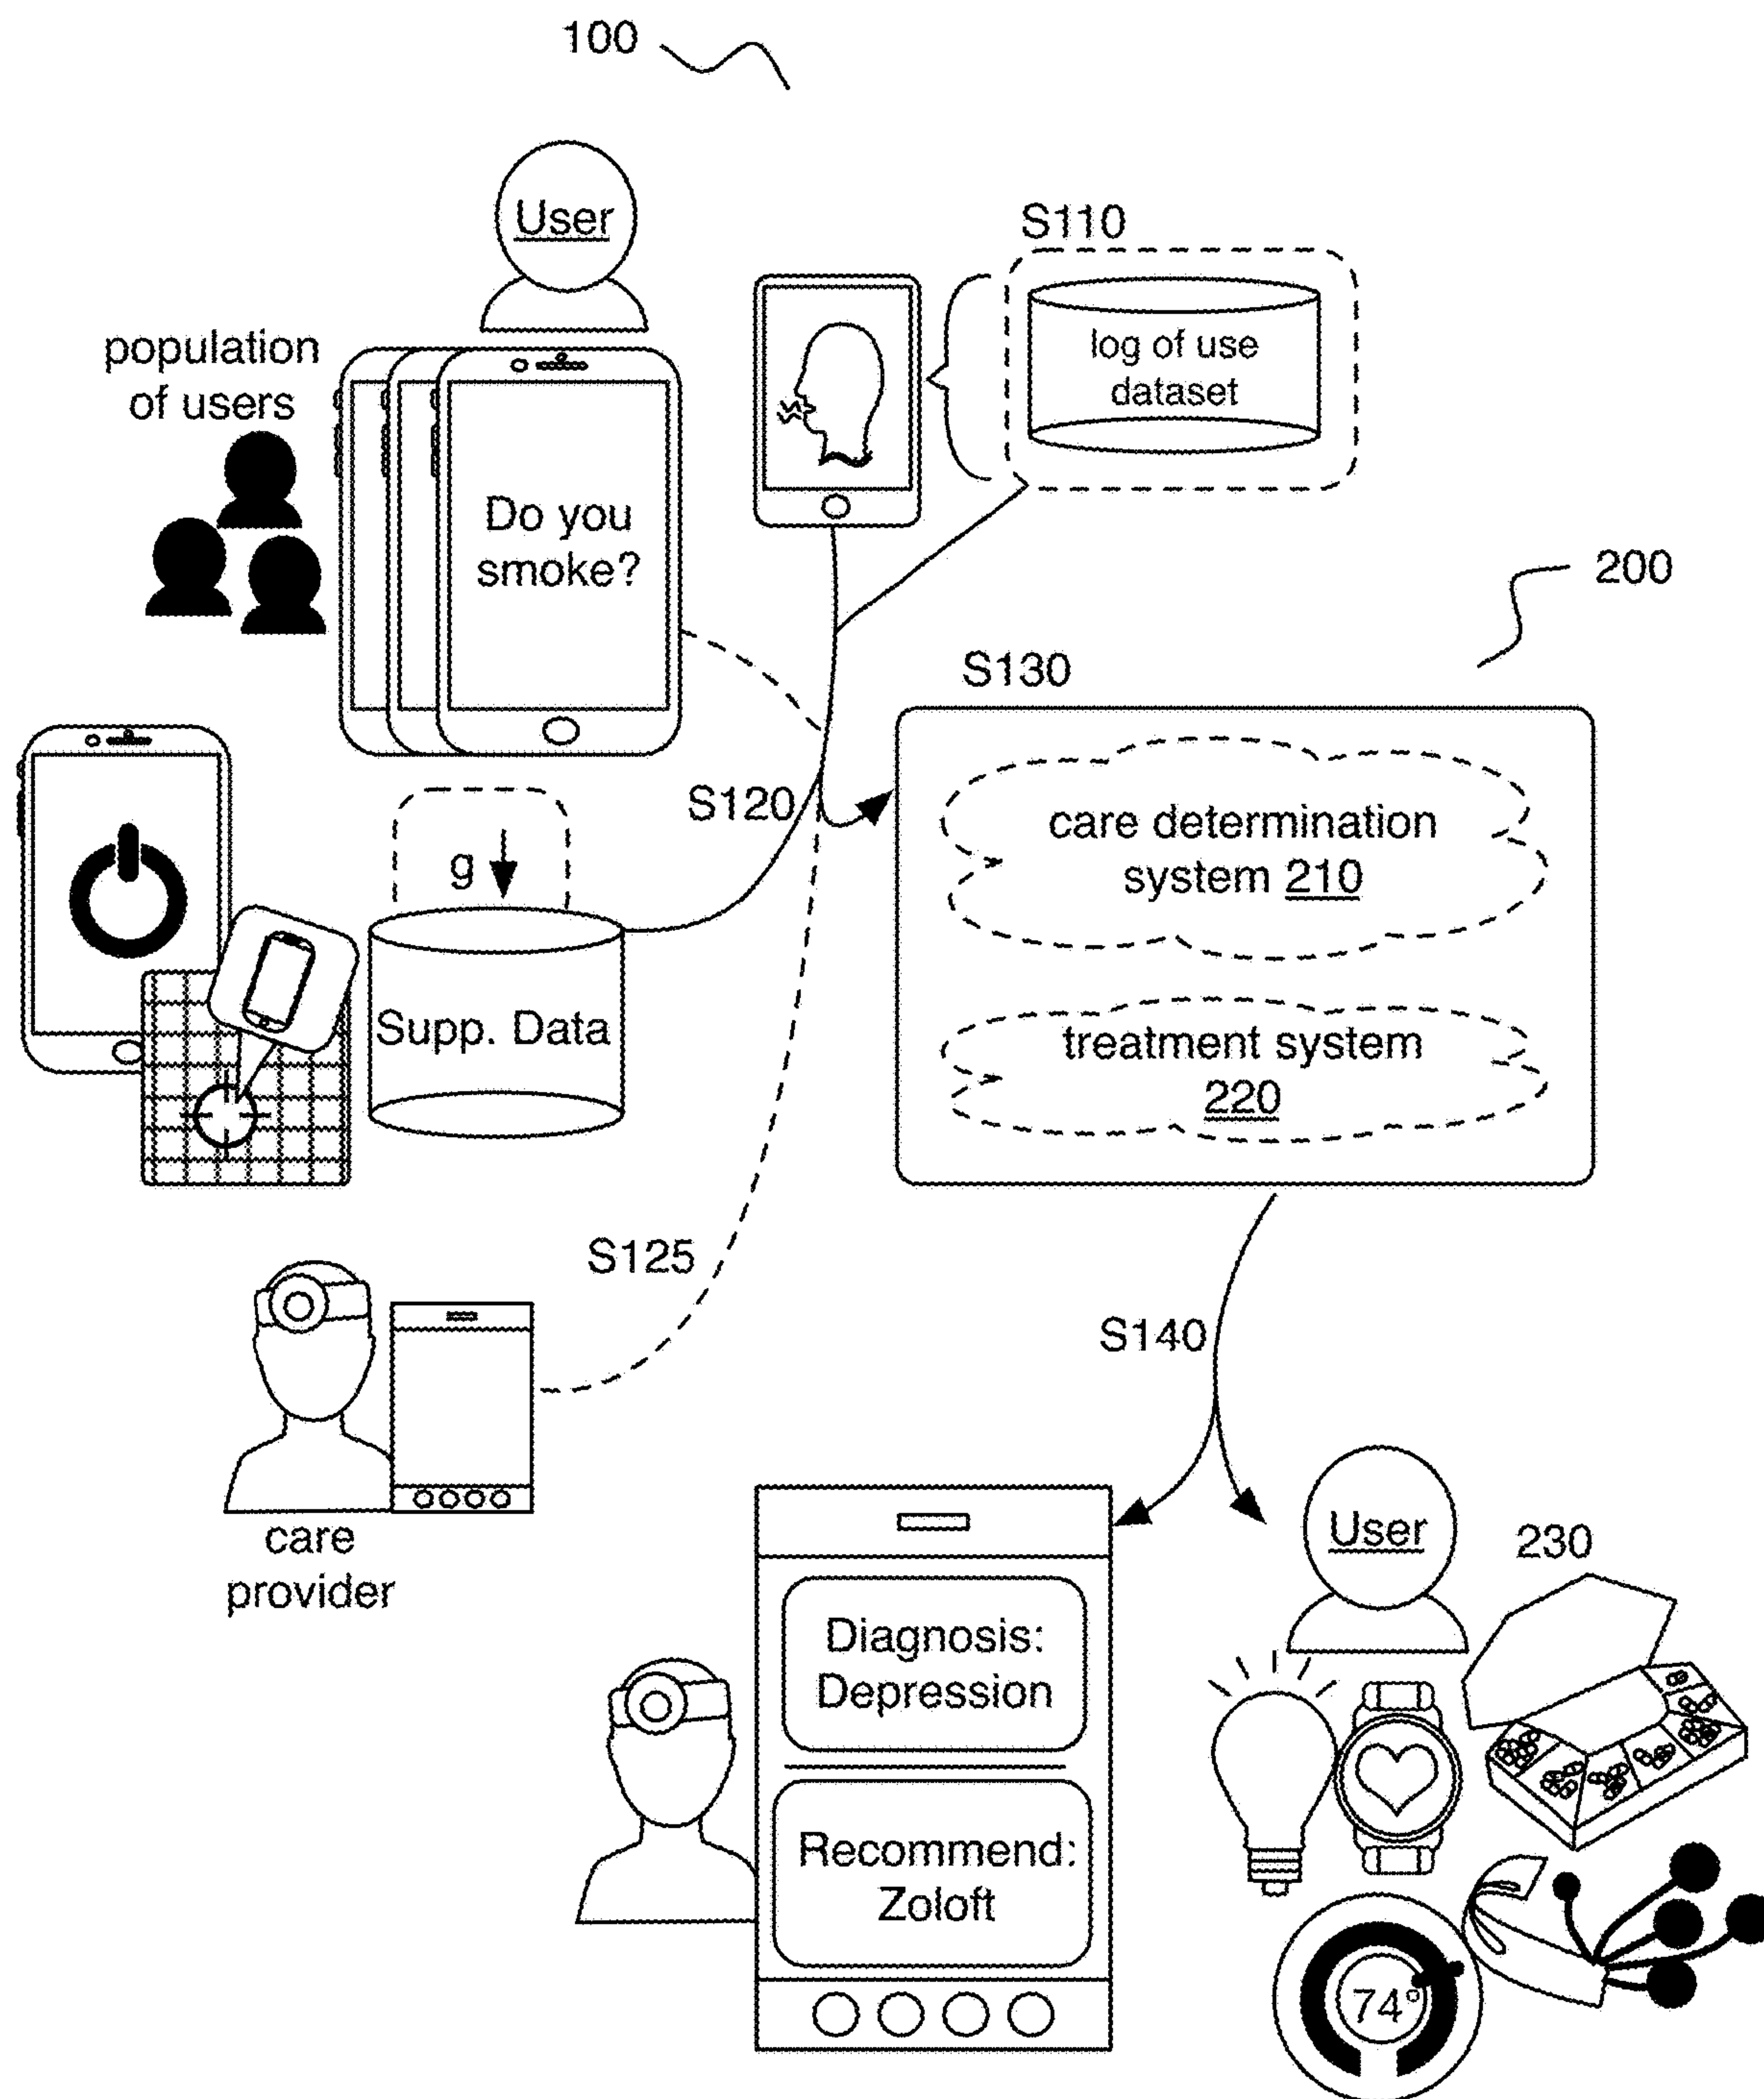 100
User
S110
population
of users
log of use
dataset
Do you
smoke?
200
S130
S120
care determination
system 210
g
Supp. Data
treatment system
220
S125
S140
care
provider
User
230
Diagnosis:
Depression
Recommend:
Zoloft
74°